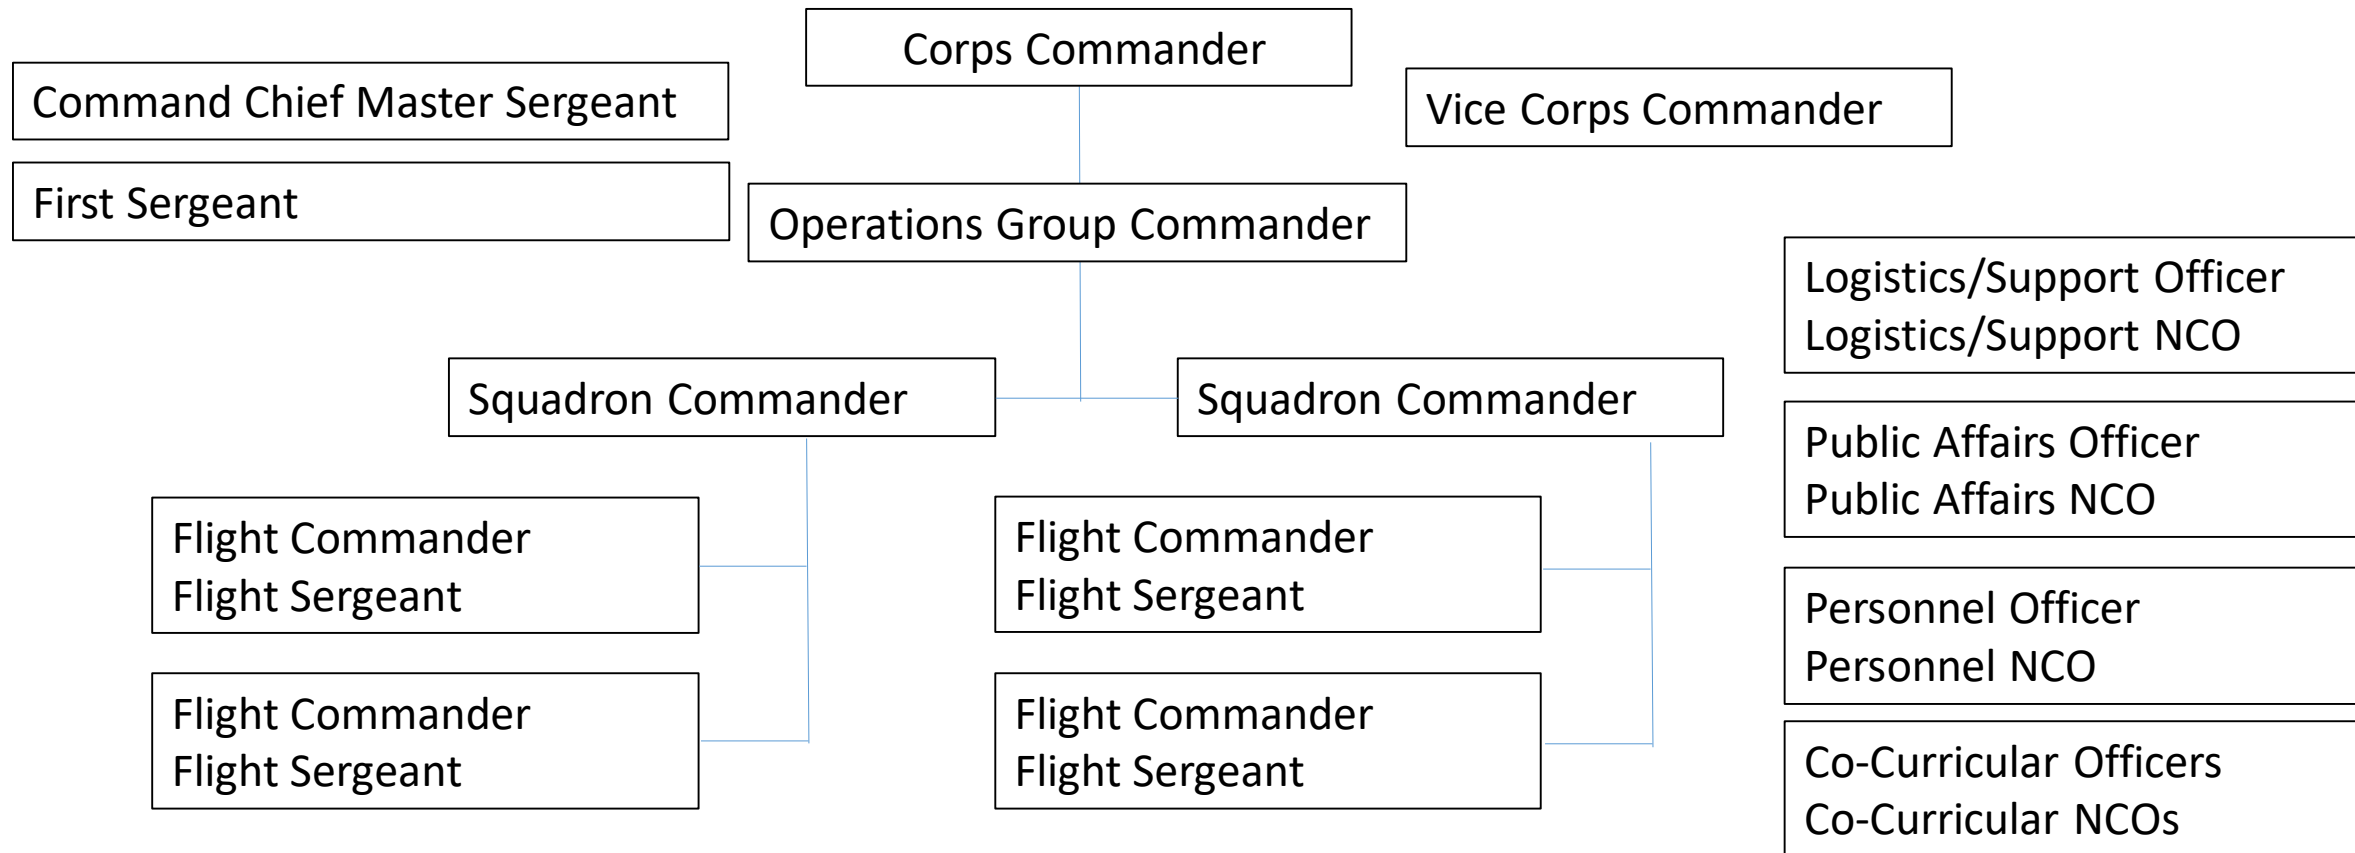 Corps Commander
Command Chief Master Sergeant
Vice Corps Commander
First Sergeant
Operations Group Commander
Logistics/Support Officer
Logistics/Support NCO
Squadron Commander
Squadron Commander
Public Affairs Officer
Public Affairs NCO
Flight Commander
Flight Sergeant
Flight Commander
Flight Sergeant
Personnel Officer
Personnel NCO
Flight Commander
Flight Sergeant
Flight Commander
Flight Sergeant
Co-Curricular Officers
Co-Curricular NCOs